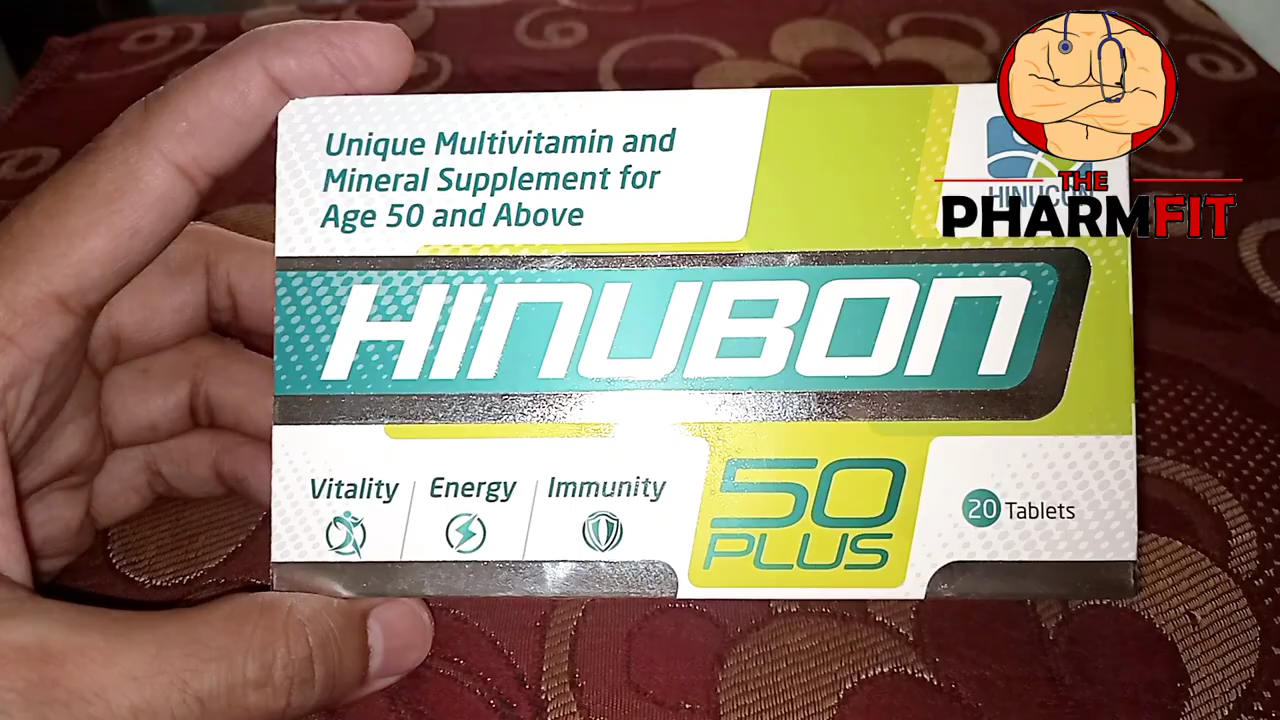 Unique Multivitamin and
Mineral Supplement for
Age 50 and Above
HINUCON
THE
PHARMFIT
HINUBON
Vitality Energy Immunity
50
PLUS
20 Tablets